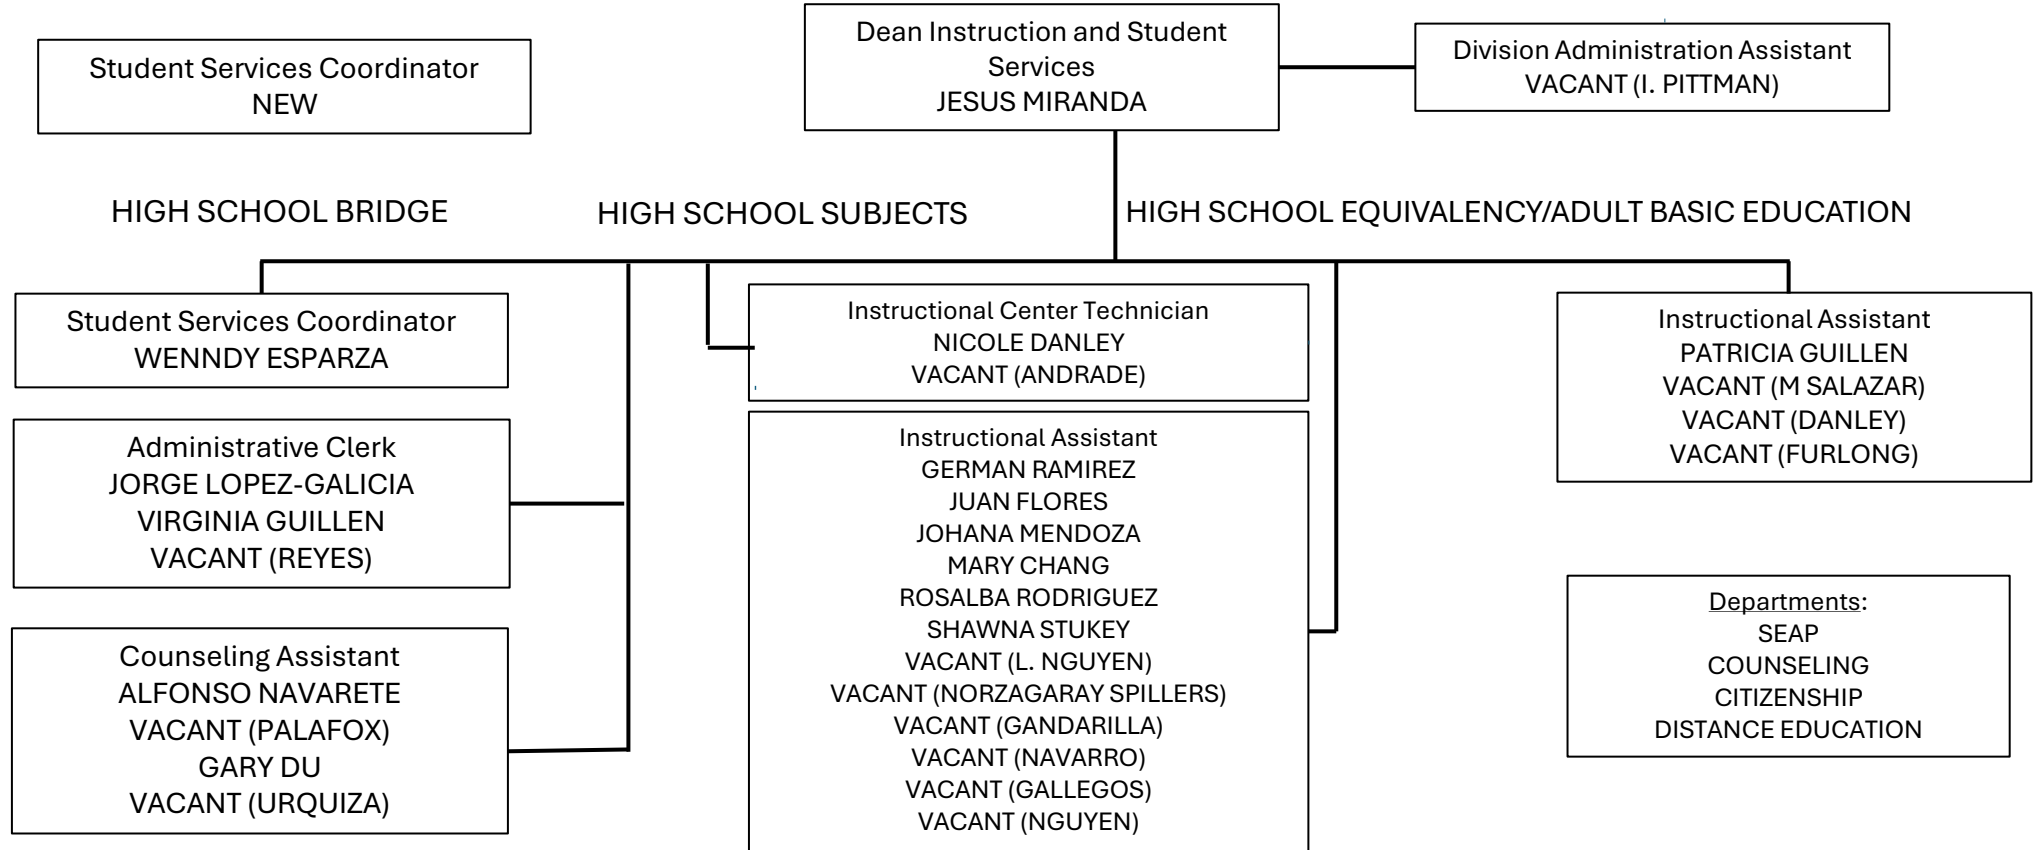 Student Services Coordinator
NEW
Dean Instruction and Student
Services
JESUS MIRANDA
Division Administration Assistant
VACANT (I. PITTMAN)
HIGH SCHOOL BRIDGE
HIGH SCHOOL SUBJECTS
HIGH SCHOOL EQUIVALENCY/ADULT BASIC EDUCATION
Student Services Coordinator
WENNDY ESPARZA
Administrative Clerk
JORGE LOPEZ-GALICIA
VIRGINIA GUILLEN
VACANT (REYES)
Counseling Assistant
ALFONSO NAVARETE
VACANT (PALAFOX)
GARY DU
VACANT (URQUIZA)
Instructional Center Technician
NICOLE DANLEY
VACANT (ANDRADE)
Instructional Assistant
GERMAN RAMIREZ
JUAN FLORES
JOHANA MENDOZA
MARY CHANG
ROSALBA RODRIGUEZ
SHAWNA STUKEY
VACANT (L. NGUYEN)
VACANT (NORZAGARAY SPILLERS)
VACANT (GANDARILLA)
VACANT (NAVARRO)
VACANT (GALLEGOS)
VACANT (NGUYEN)
Instructional Assistant
PATRICIA GUILLEN
VACANT (M SALAZAR)
VACANT (DANLEY)
VACANT (FURLONG)
Departments:
SEAP
COUNSELING
CITIZENSHIP
DISTANCE EDUCATION